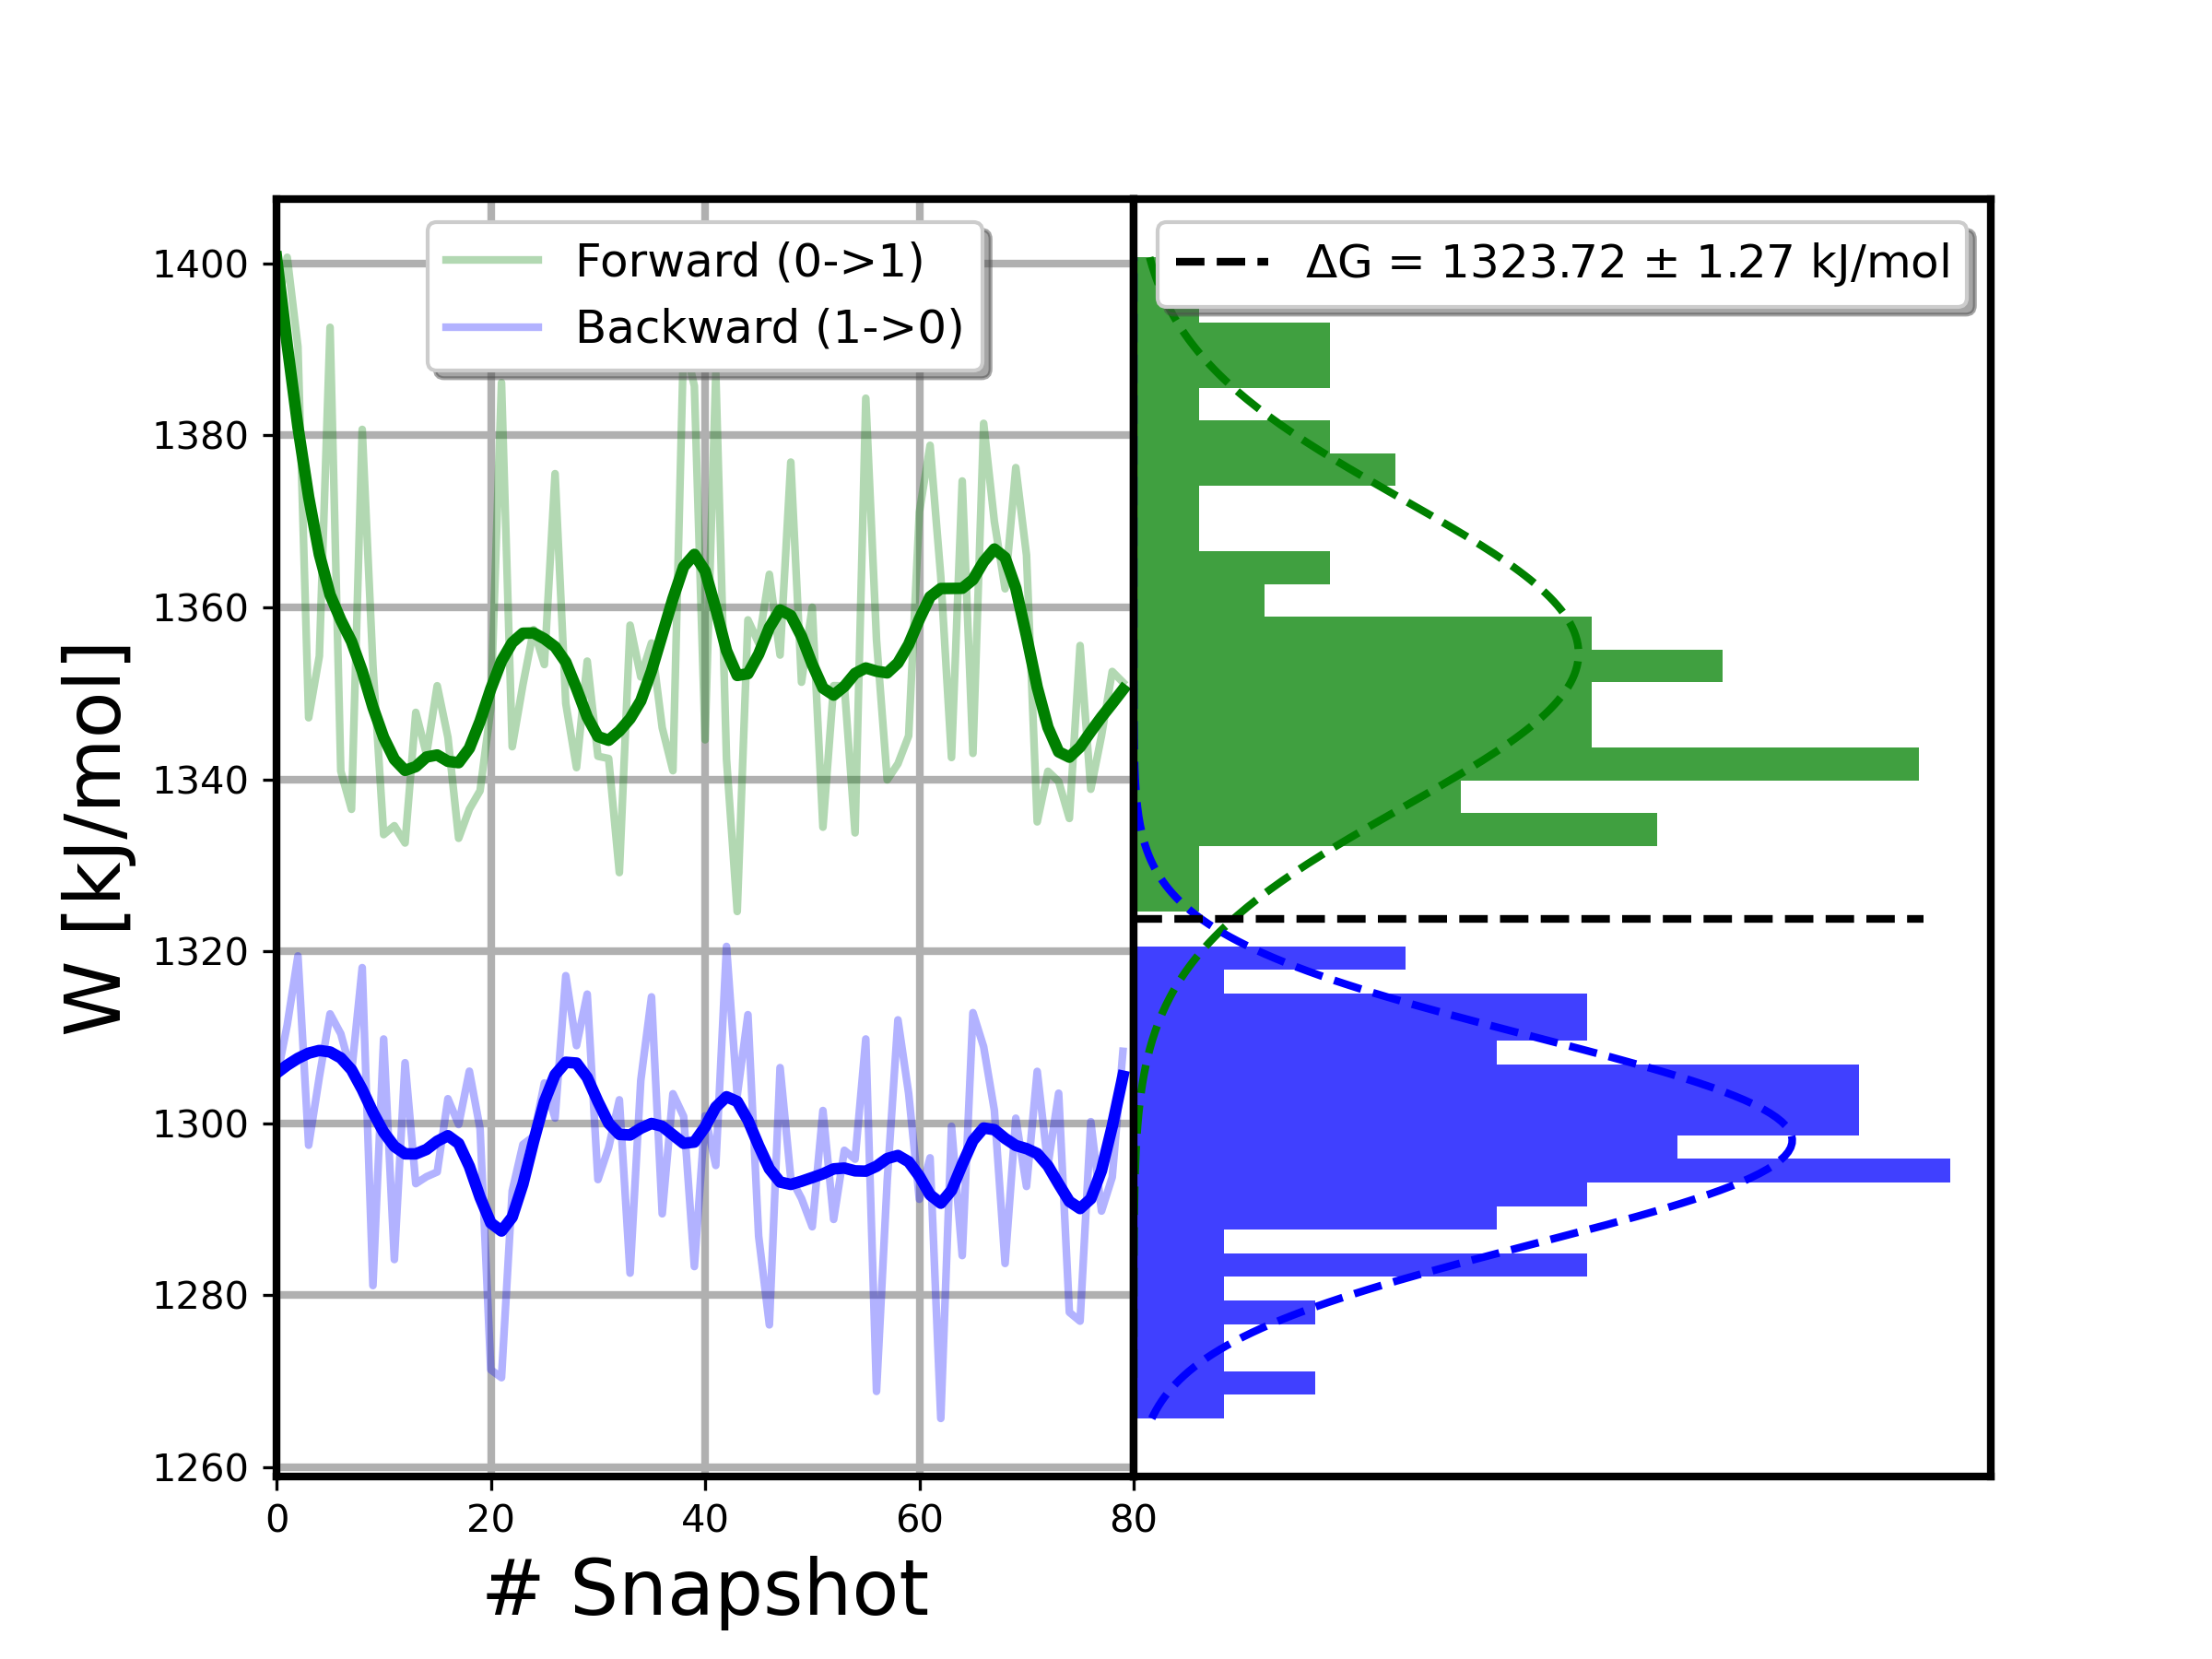 Forward (0->1)
Backward (1->0)
ΔG = 1323.72 ± 1.27 kJ/mol
W [kJ/mol]
1400
1380
1360
1340
1320
1300
1280
1260
0 20 40 60 80
# Snapshot